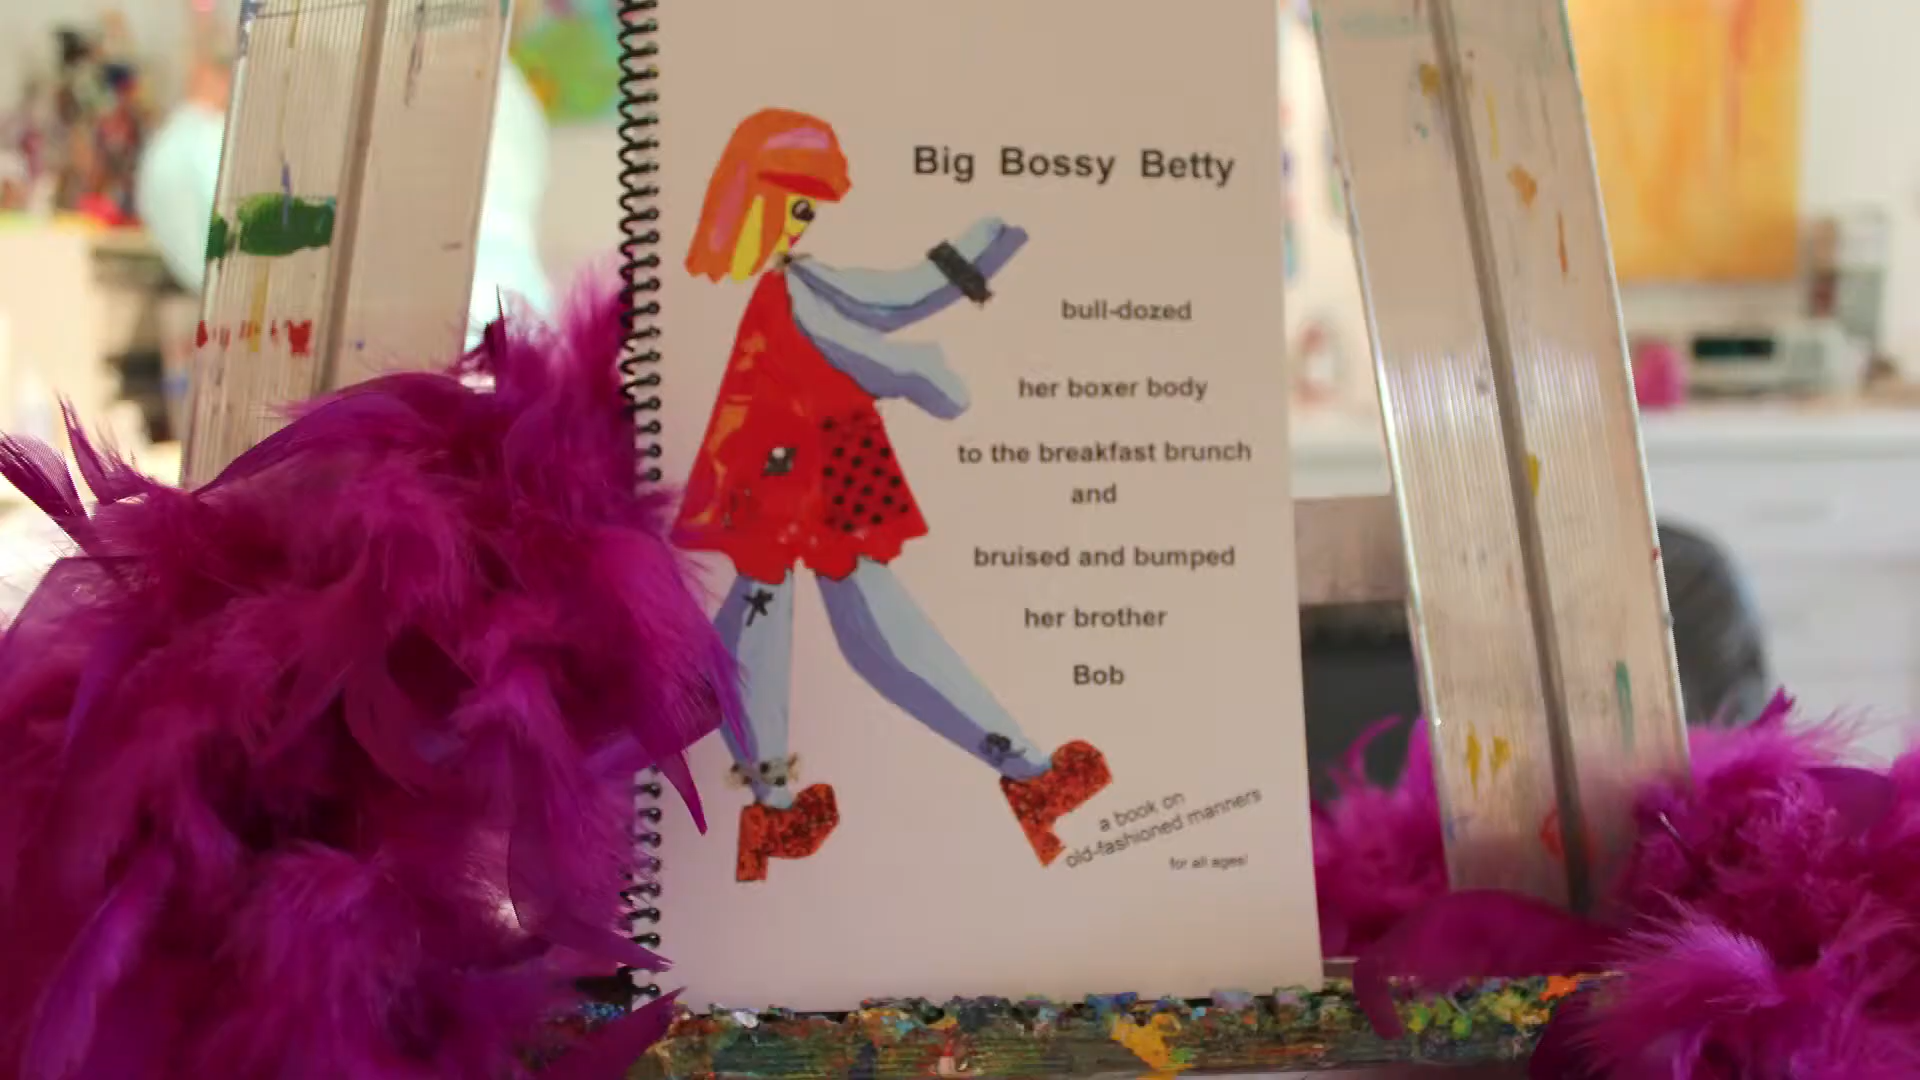 Big Bossy Betty
bull-dozed
her boxer body
to the breakfast brunch
and
bruised and bumped
her brother
Bob
a book on
old-fashioned manners
for all ages!